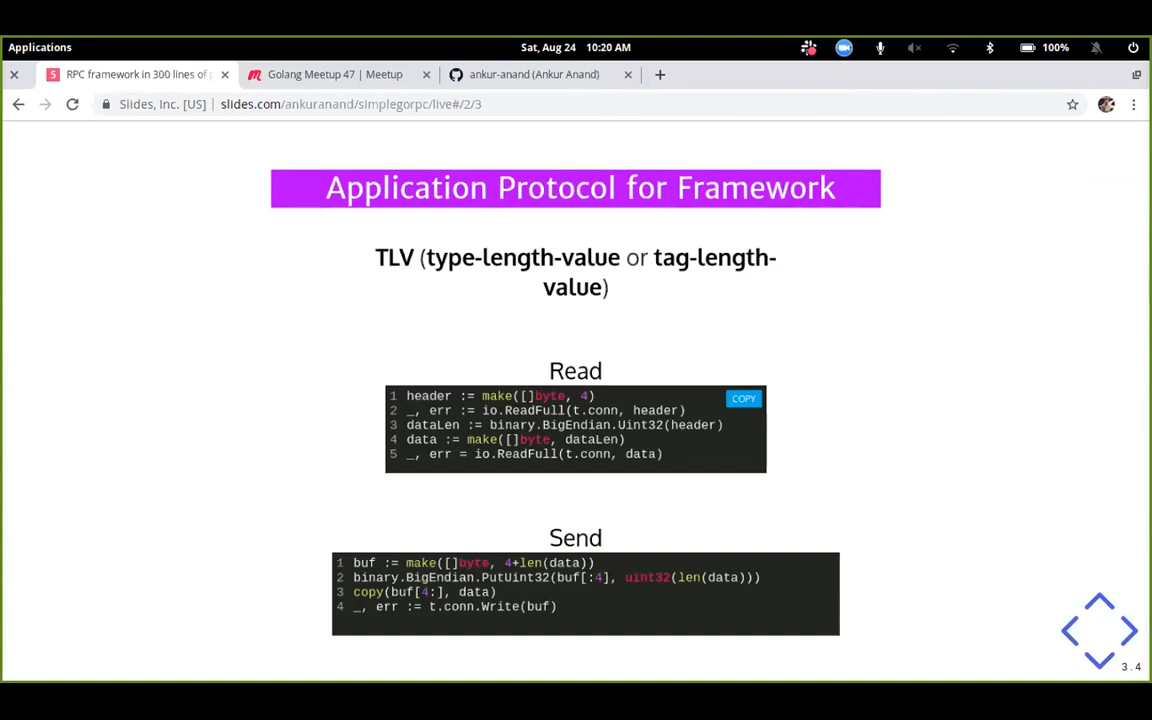 Applications
Sat, Aug 24 10:20 AM
100%
RPC framework in 300 lines of
Golang Meetup 47 | Meetup
ankur-anand (Ankur Anand)
Slides, Inc. [US] | slides.com/ankuranand/simplegorpc/live#/2/3
Application Protocol for Framework
TLV (type-length-value or tag-length-
value)
Read
1 header := make([]byte, 4)
COPY
2 _, err := io.ReadFull(t.conn, header)
3 dataLen := binary.BigEndian.Uint32(header)
4 data := make([]byte, dataLen)
5 _, err = io.ReadFull(t.conn, data)
Send
1 buf := make([]byte, 4+len(data))
2 binary.BigEndian.PutUint32(buf[:4], uint32(len(data)))
3 copy(buf[4:], data)
4 _, err := t.conn.Write(buf)
3.4